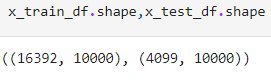 x_train_df.shape,x_test_df.shape
((16392, 10000), (4099, 10000))